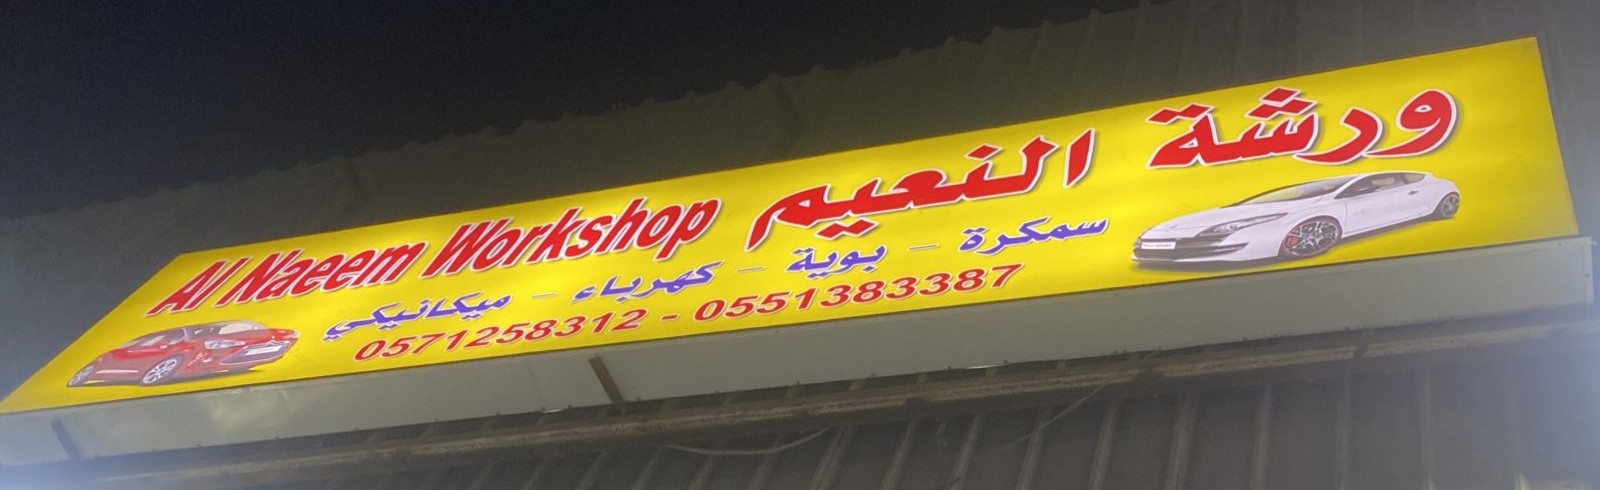 ورشة النعيم Al Naeem Workshop
سمكرة - بوية - كهرباء - ميكانيكي
0571258312 - 0551383387